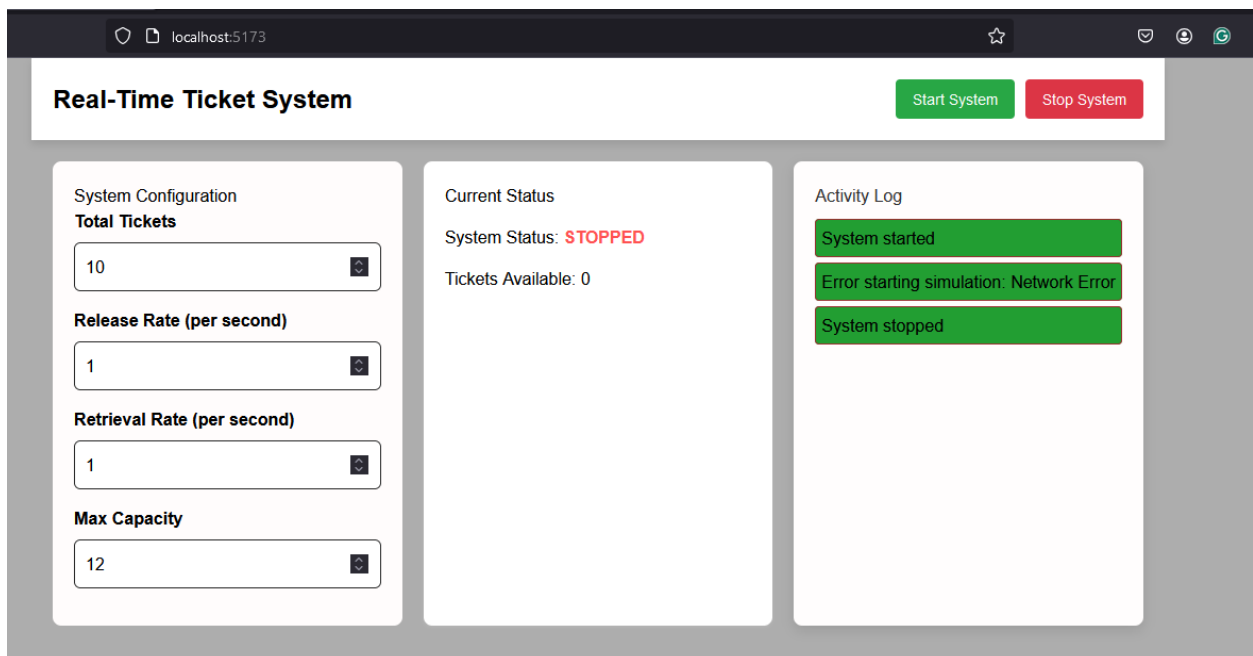 localhost:5173
Real-Time Ticket System
Start System
Stop System
System Configuration
Total Tickets
10
Release Rate (per second)
1
Retrieval Rate (per second)
1
Max Capacity
12
Current Status
System Status: STOPPED
Tickets Available: 0
Activity Log
System started
Error starting simulation: Network Error
System stopped